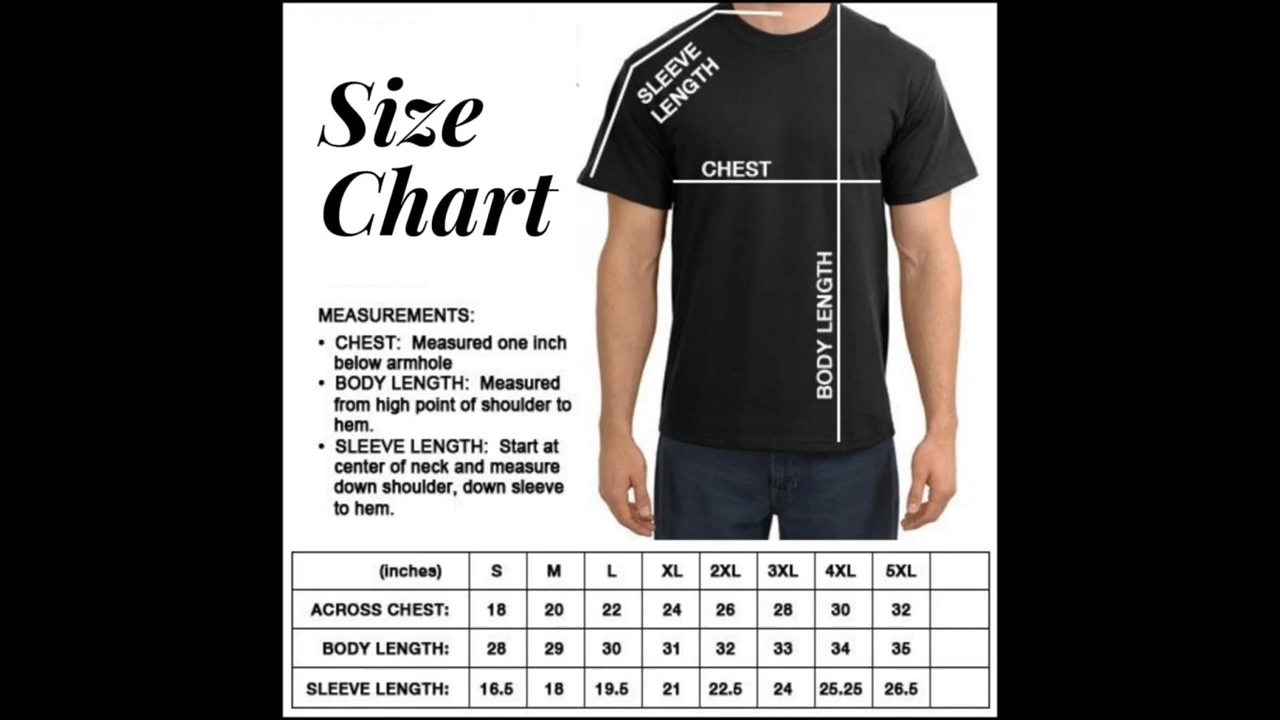 Size
Chart
SLEEVE
LENGTH
CHEST
BODY LENGTH
MEASUREMENTS:
• CHEST: Measured one inch
below armhole
• BODY LENGTH: Measured
from high point of shoulder to
hem.
• SLEEVE LENGTH: Start at
center of neck and measure
down shoulder, down sleeve
to hem.
(inches) S M L XL 2XL 3XL 4XL 5XL
ACROSS CHEST: 18 20 22 24 26 28 30 32
BODY LENGTH: 28 29 30 31 32 33 34 35
SLEEVE LENGTH: 16.5 18 19.5 21 22.5 24 25.25 26.5